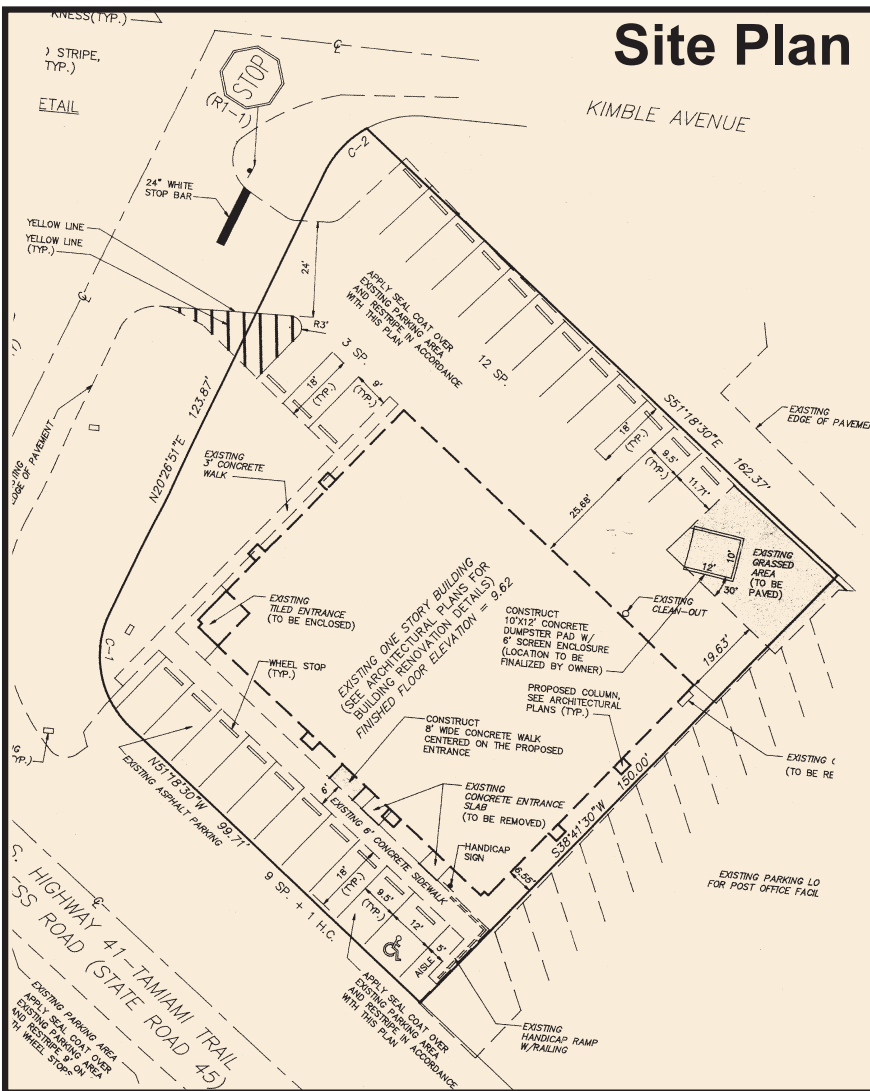 Site Plan
KNESS(TYP.)
) STRIPE,
TYP.)
ETAIL
STOP
(R1-1)
KIMBLE AVENUE
C-2
24" WHITE
STOP BAR
YELLOW LINE
YELLOW LINE
(TYP.)
24'
R3'
APPLY SEAL COAT OVER
EXISTING PARKING AREA
AND RESTRIPE IN ACCORDANCE
WITH THIS PLAN
3 SP.
12 SP.
18'
(TYP.)
9'
(TYP.)
S51°18'30"E
162.37'
EXISTING
EDGE OF PAVEME
N20°26'51"E
123.87'
EDGE OF PAVEMENT
EXISTING
3' CONCRETE
WALK
18'
(TYP.)
9.5'
(TYP.)
11.71'
25.68'
12'
10'
30'
EXISTING
GRASSED
AREA
(TO BE
PAVED)
EXISTING
TILED ENTRANCE
(TO BE ENCLOSED)
EXISTING ONE STORY BUILDING
(SEE ARCHITECTURAL PLANS FOR
BUILDING RENOVATION DETAILS)
FINISHED FLOOR ELEVATION = 9.62
CONSTRUCT
10'X12' CONCRETE
DUMPSTER PAD W/
6' SCREEN ENCLOSURE
(LOCATION TO BE
FINALIZED BY OWNER)
EXISTING
CLEAN-OUT
19.63'
C-1
WHEEL STOP
(TYP.)
PROPOSED COLUMN,
SEE ARCHITECTURAL
PLANS (TYP.)
CONSTRUCT
8' WIDE CONCRETE WALK
CENTERED ON THE PROPOSED
ENTRANCE
EXISTING
(TO BE RE
150.00'
S38°41'30"W
N51°18'30"W
99.71'
EXISTING ASPHALT PARKING
6'
EXISTING 6' CONCRETE SIDEWALK
EXISTING
CONCRETE ENTRANCE
SLAB
(TO BE REMOVED)
HANDICAP
SIGN
6.55'
EXISTING PARKING LO
FOR POST OFFICE FACIL
18'
(TYP.)
9.5'
(TYP.)
12'
5'
AISLE
9 SP. + 1 H.C.
S. HIGHWAY 41-TAMIAMI TRAIL
SS ROAD (STATE ROAD 45)
EXISTING PARKING AREA
APPLY SEAL COAT OVER
EXISTING PARKING AREA
AND RESTRIPE 9' ON
TH WHEEL STOPS
APPLY SEAL COAT OVER
EXISTING PARKING AREA
AND RESTRIPE IN ACCORDANCE
WITH THIS PLAN
EXISTING
HANDICAP RAMP
W/RAILING